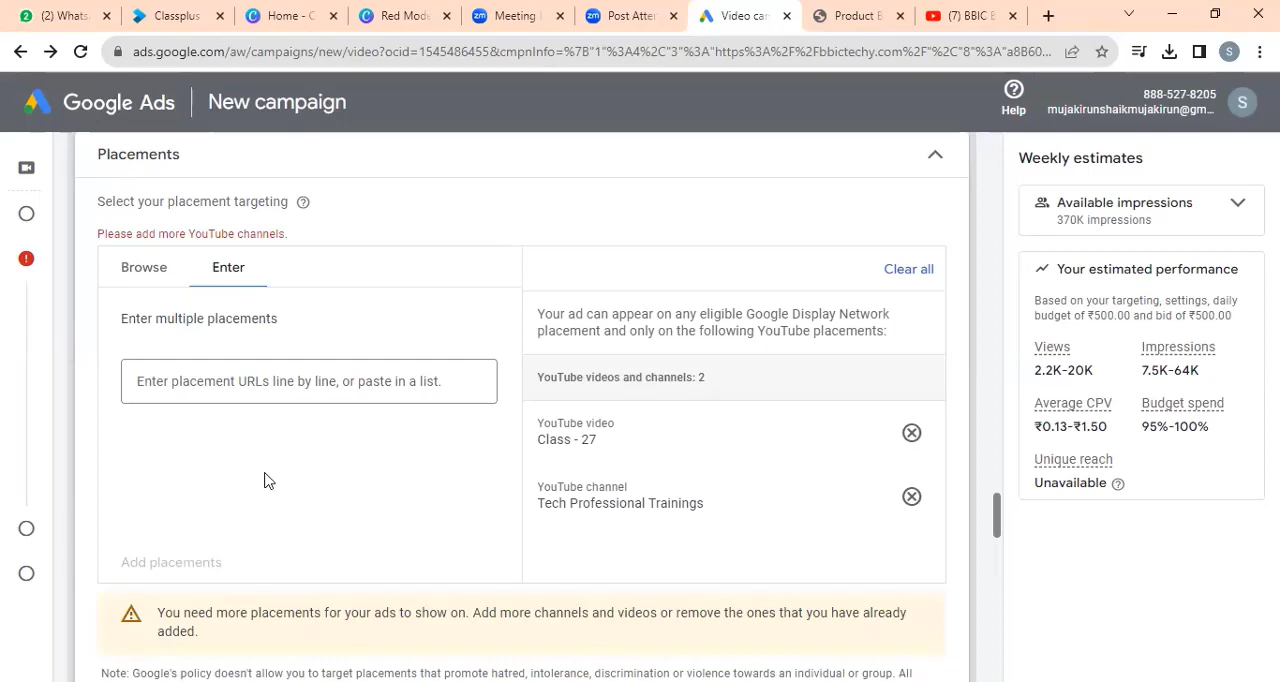 (2) Whats
Classplus
Home - C
Red Mod
Meeting
Post Atten
Video car
Product B
(7) BBIC B
ads.google.com/aw/campaigns/new/video?ocid=1545486455&cmpnInfo=%7B"1"%3A4%2C"3"%3A"https%3A%2F%2Fbbictechy.com%2F"%2C"8"%3A"a8B60...
S
Google Ads
New campaign
Help
888-527-8205
mujakirunshaikmujakirun@gm...
S
Placements
Select your placement targeting
Please add more YouTube channels.
Browse
Enter
Clear all
Enter multiple placements
Enter placement URLs line by line, or paste in a list.
Add placements
Your ad can appear on any eligible Google Display Network
placement and only on the following YouTube placements:
YouTube videos and channels: 2
YouTube video
Class - 27
YouTube channel
Tech Professional Trainings
You need more placements for your ads to show on. Add more channels and videos or remove the ones that you have already
added.
Note: Google's policy doesn't allow you to target placements that promote hatred, intolerance, discrimination or violence towards an individual or group. All
Weekly estimates
Available impressions
370K impressions
Your estimated performance
Based on your targeting, settings, daily
budget of ₹500.00 and bid of ₹500.00
Views
Impressions
2.2K-20K
7.5K-64K
Average CPV
Budget spend
₹0.13-₹1.50
95%-100%
Unique reach
Unavailable